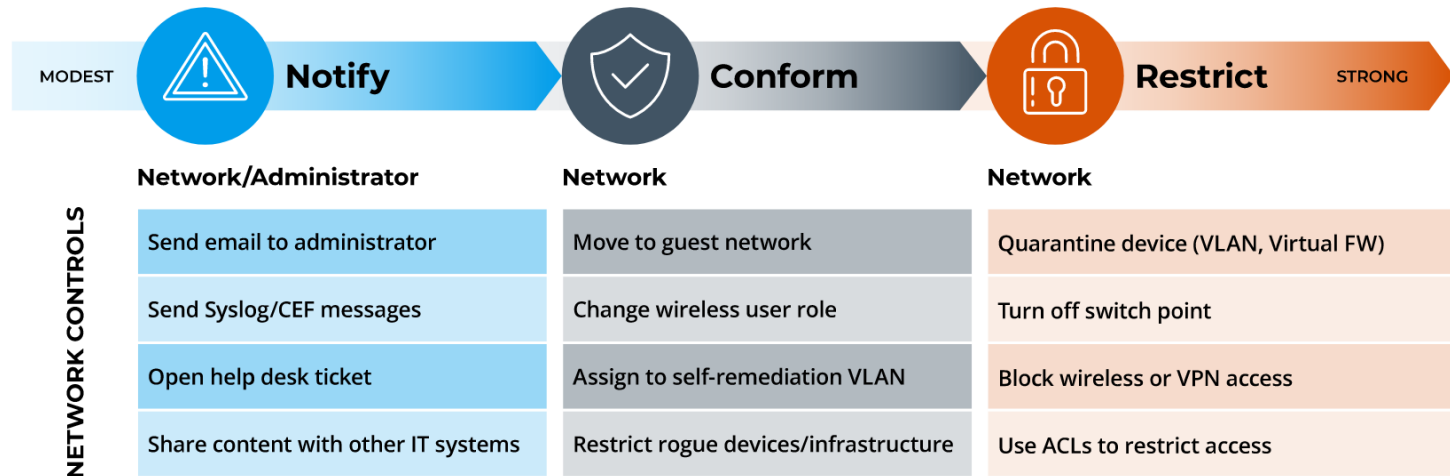 MODEST
Notify
Conform
Restrict
STRONG
Network/Administrator
Network
Network
NETWORK CONTROLS
Send email to administrator
Move to guest network
Quarantine device (VLAN, Virtual FW)
Send Syslog/CEF messages
Change wireless user role
Turn off switch point
Open help desk ticket
Assign to self-remediation VLAN
Block wireless or VPN access
Share content with other IT systems
Restrict rogue devices/infrastructure
Use ACLs to restrict access